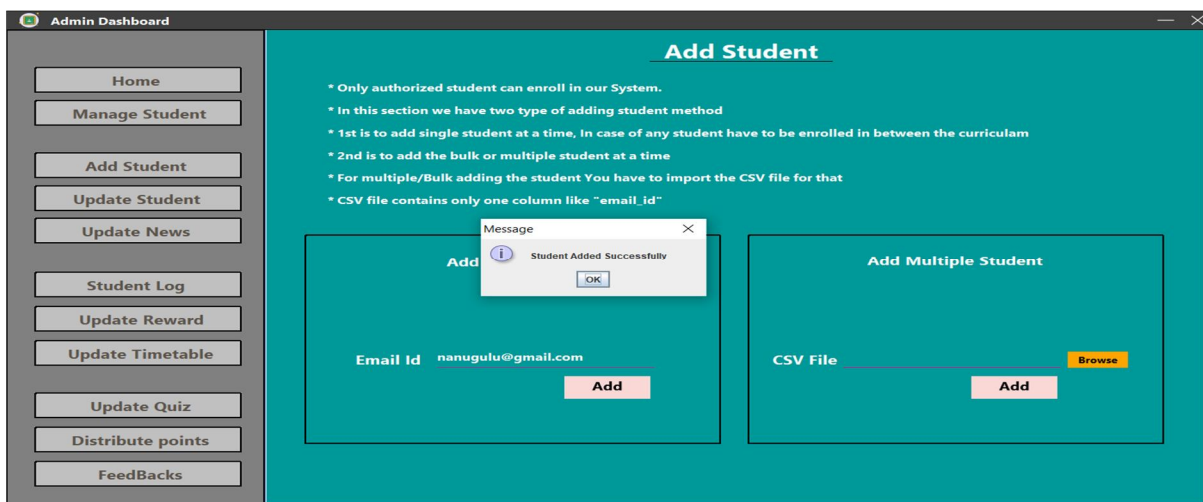 Admin Dashboard
Home
Manage Student
Add Student
Update Student
Update News
Student Log
Update Reward
Update Timetable
Update Quiz
Distribute points
FeedBacks
Add Student
* Only authorized student can enroll in our System.
* In this section we have two type of adding student method
* 1st is to add single student at a time, In case of any student have to be enrolled in between the curriculam
* 2nd is to add the bulk or multiple student at a time
* For multiple/Bulk adding the student You have to import the CSV file for that
* CSV file contains only one column like "email_id"
Message
Student Added Successfully
OK
Add
Email Id nanugulu@gmail.com
Add
Add Multiple Student
CSV File
Browse
Add